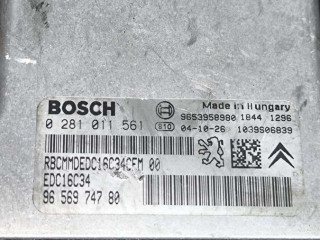 BOSCH
Made in Hungary
9653958980 1844 1296
0 281 011 561 e10 04-10-26 1039S06839
RBCMMDEDC16C34CFM 00
EDC16C34
96 569 747 80